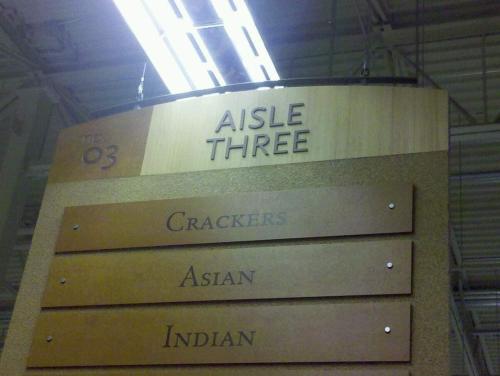 03
AISLE
THREE
CRACKERS
ASIAN
INDIAN